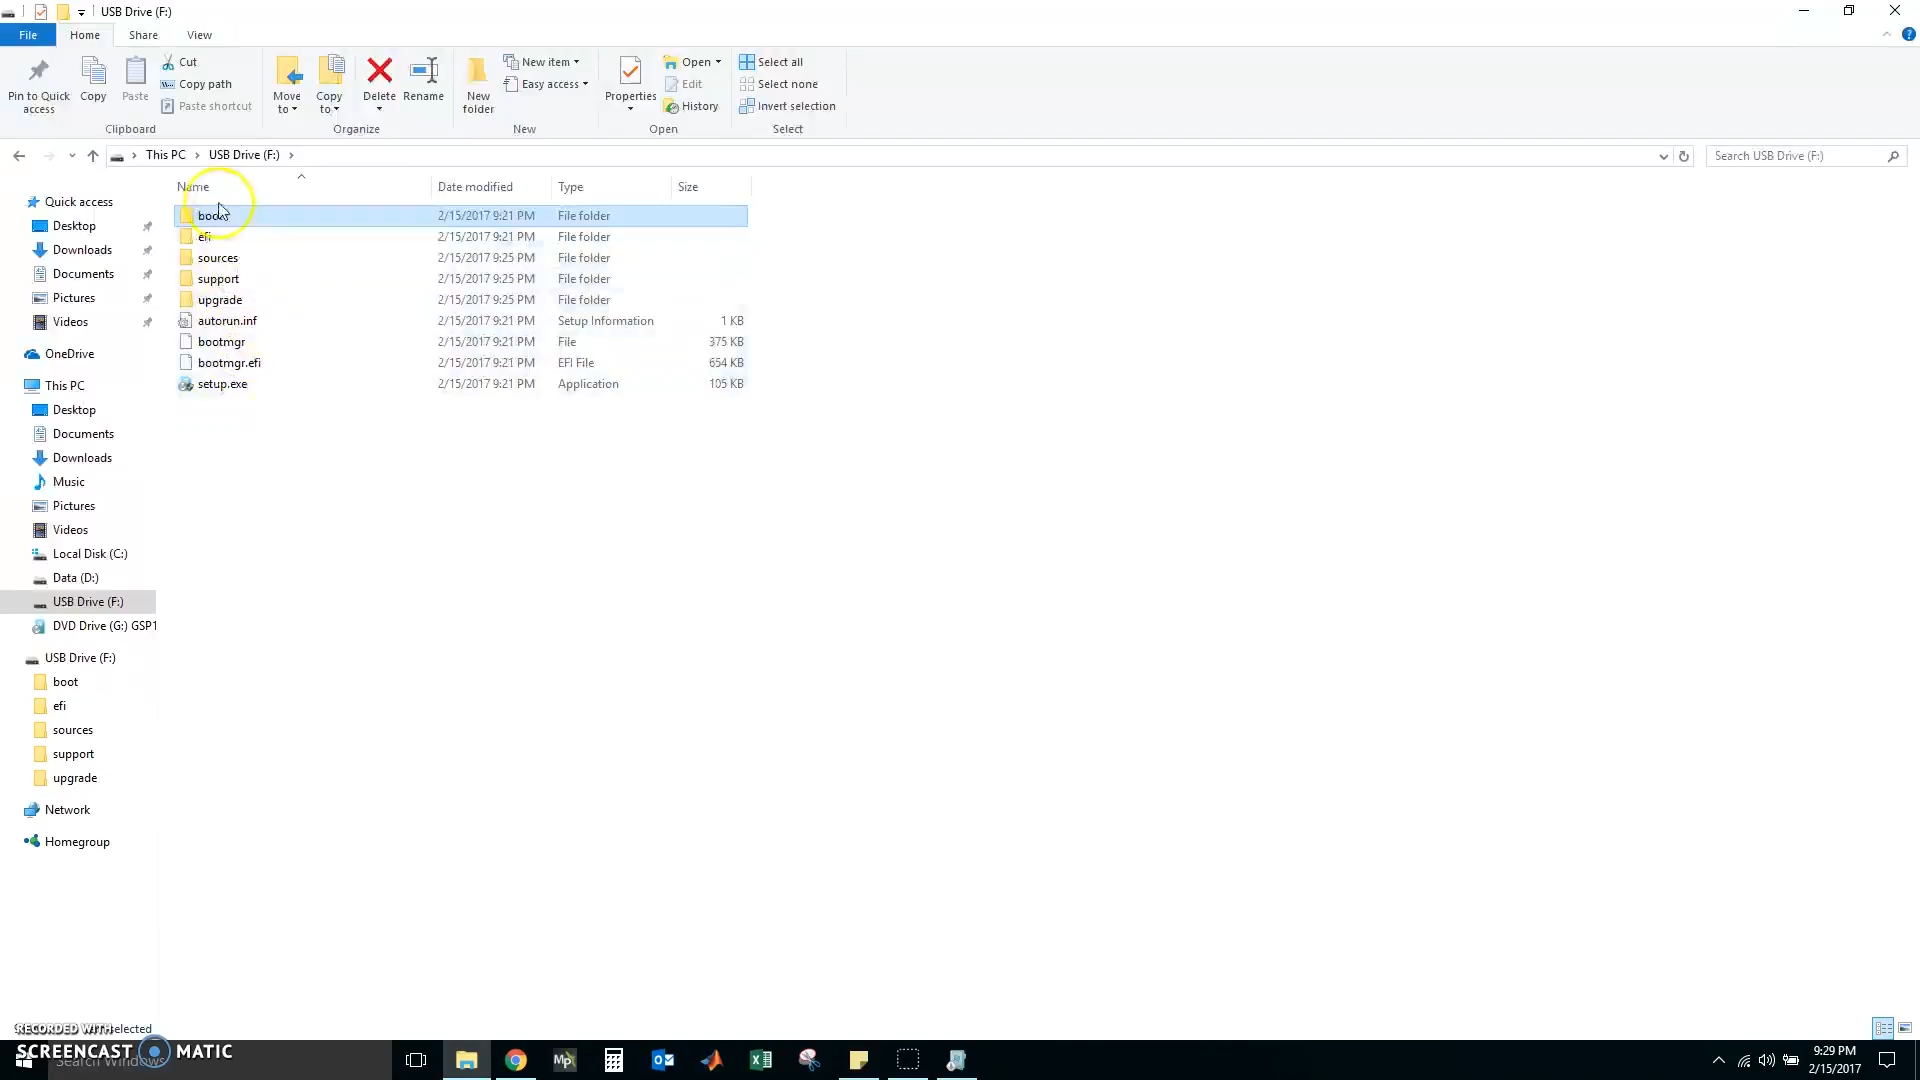 USB Drive (F:)
File Home Share View
Pin to Quick access
Copy
Paste
Cut
Copy path
Paste shortcut
Clipboard
Move to
Copy to
Delete
Rename
Organize
New folder
New item
Easy access
New
Properties
Open
Edit
History
Open
Select all
Select none
Invert selection
Select
This PC USB Drive (F:)
Search USB Drive (F:)
Name Date modified Type Size
boot 2/15/2017 9:21 PM File folder
efi 2/15/2017 9:21 PM File folder
sources 2/15/2017 9:25 PM File folder
support 2/15/2017 9:25 PM File folder
upgrade 2/15/2017 9:25 PM File folder
autorun.inf 2/15/2017 9:21 PM Setup Information 1 KB
bootmgr 2/15/2017 9:21 PM File 375 KB
bootmgr.efi 2/15/2017 9:21 PM EFI File 654 KB
setup.exe 2/15/2017 9:21 PM Application 105 KB
Quick access
Desktop
Downloads
Documents
Pictures
Videos
OneDrive
This PC
Desktop
Documents
Downloads
Music
Pictures
Videos
Local Disk (C:)
Data (D:)
USB Drive (F:)
DVD Drive (G:) GSP1
USB Drive (F:)
boot
efi
sources
support
upgrade
Network
Homegroup
selected
RECORDED WITH
SCREENCAST MATIC
Search Windows
Mp
9:29 PM
2/15/2017